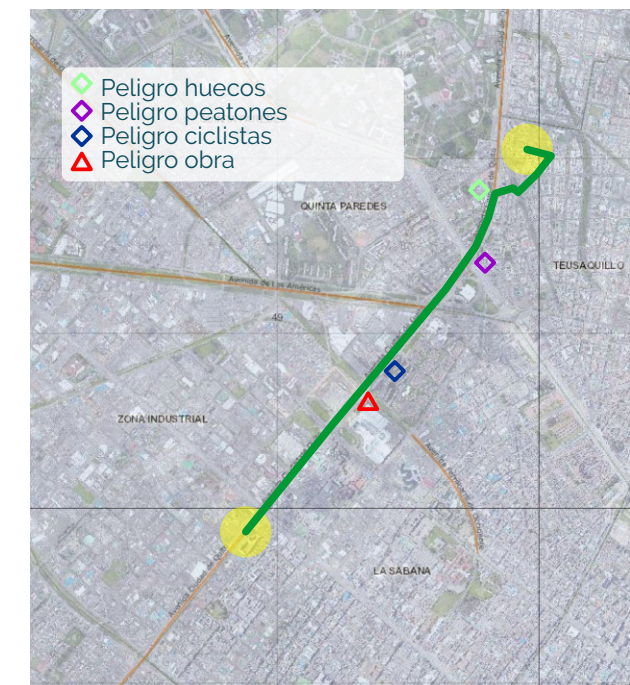 Peligro huecos
Peligro peatones
Peligro ciclistas
Peligro obra
QUINTA PAREDES
TEUSAQUILLO
Avenida de Las Américas
49
ZONA INDUSTRIAL
LA SABANA